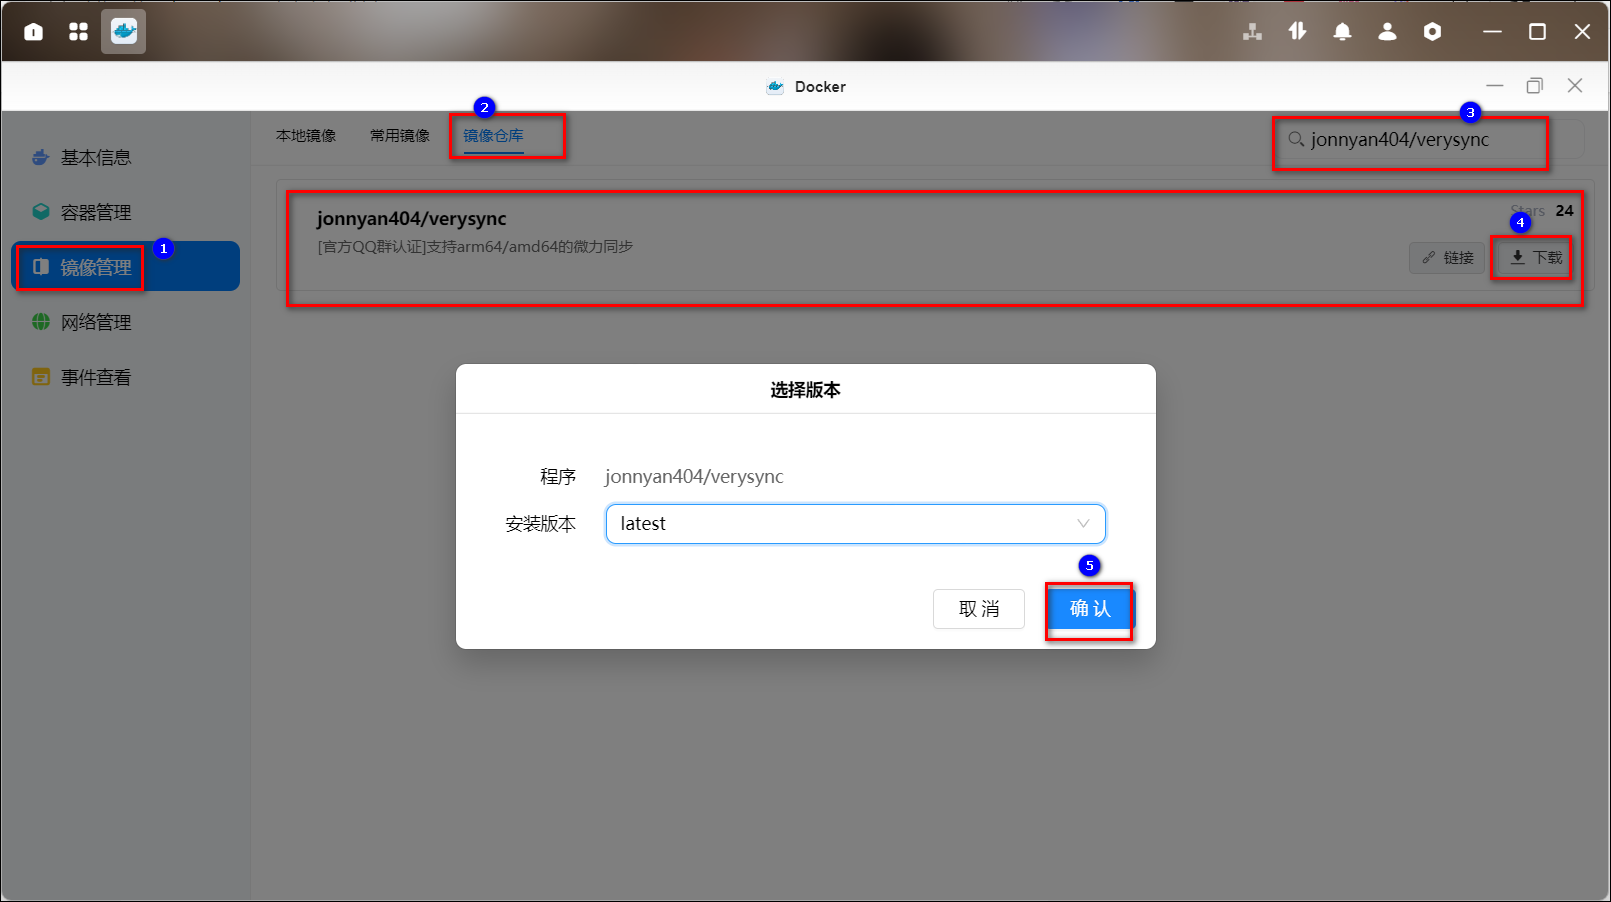 Docker
基本信息
容器管理
镜像管理
1
网络管理
事件查看
本地镜像
常用镜像
2
镜像仓库
3
jonnyan404/verysync
jonnyan404/verysync
[官方QQ群认证]支持arm64/amd64的微力同步
Stars 24
4
链接
下载
选择版本
程序 jonnyan404/verysync
安装版本 latest
5
取 消
确 认